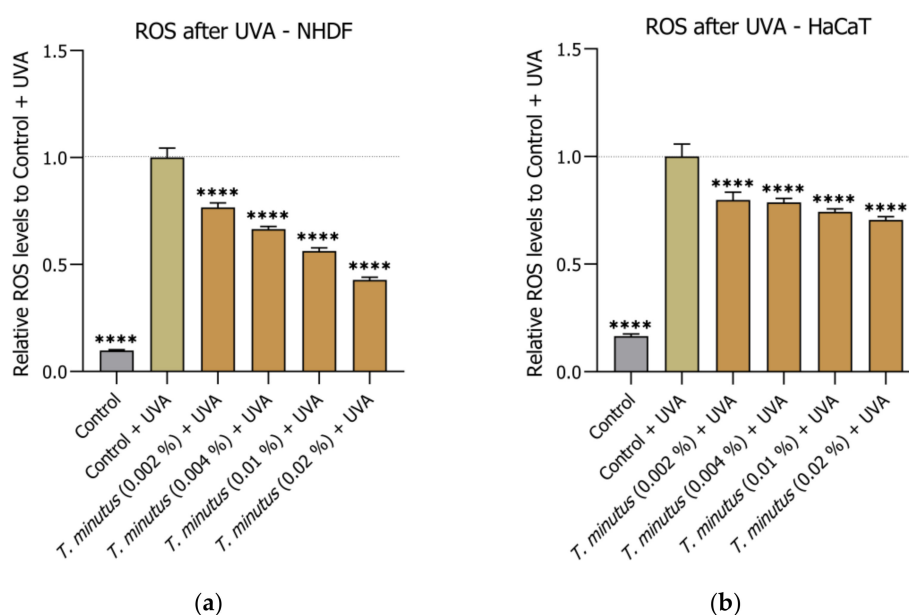 ROS after UVA - NHDF
Relative ROS levels to Control + UVA
1.5
1.0
0.5
0.0
****
****
****
****
****
Control
Control + UVA
T. minutus (0.002 %) + UVA
T. minutus (0.004 %) + UVA
T. minutus (0.01 %) + UVA
T. minutus (0.02 %) + UVA
(a)
ROS after UVA - HaCaT
Relative ROS levels to Control + UVA
1.5
1.0
0.5
0.0
****
****
****
****
****
Control
Control + UVA
T. minutus (0.002 %) + UVA
T. minutus (0.004 %) + UVA
T. minutus (0.01 %) + UVA
T. minutus (0.02 %) + UVA
(b)